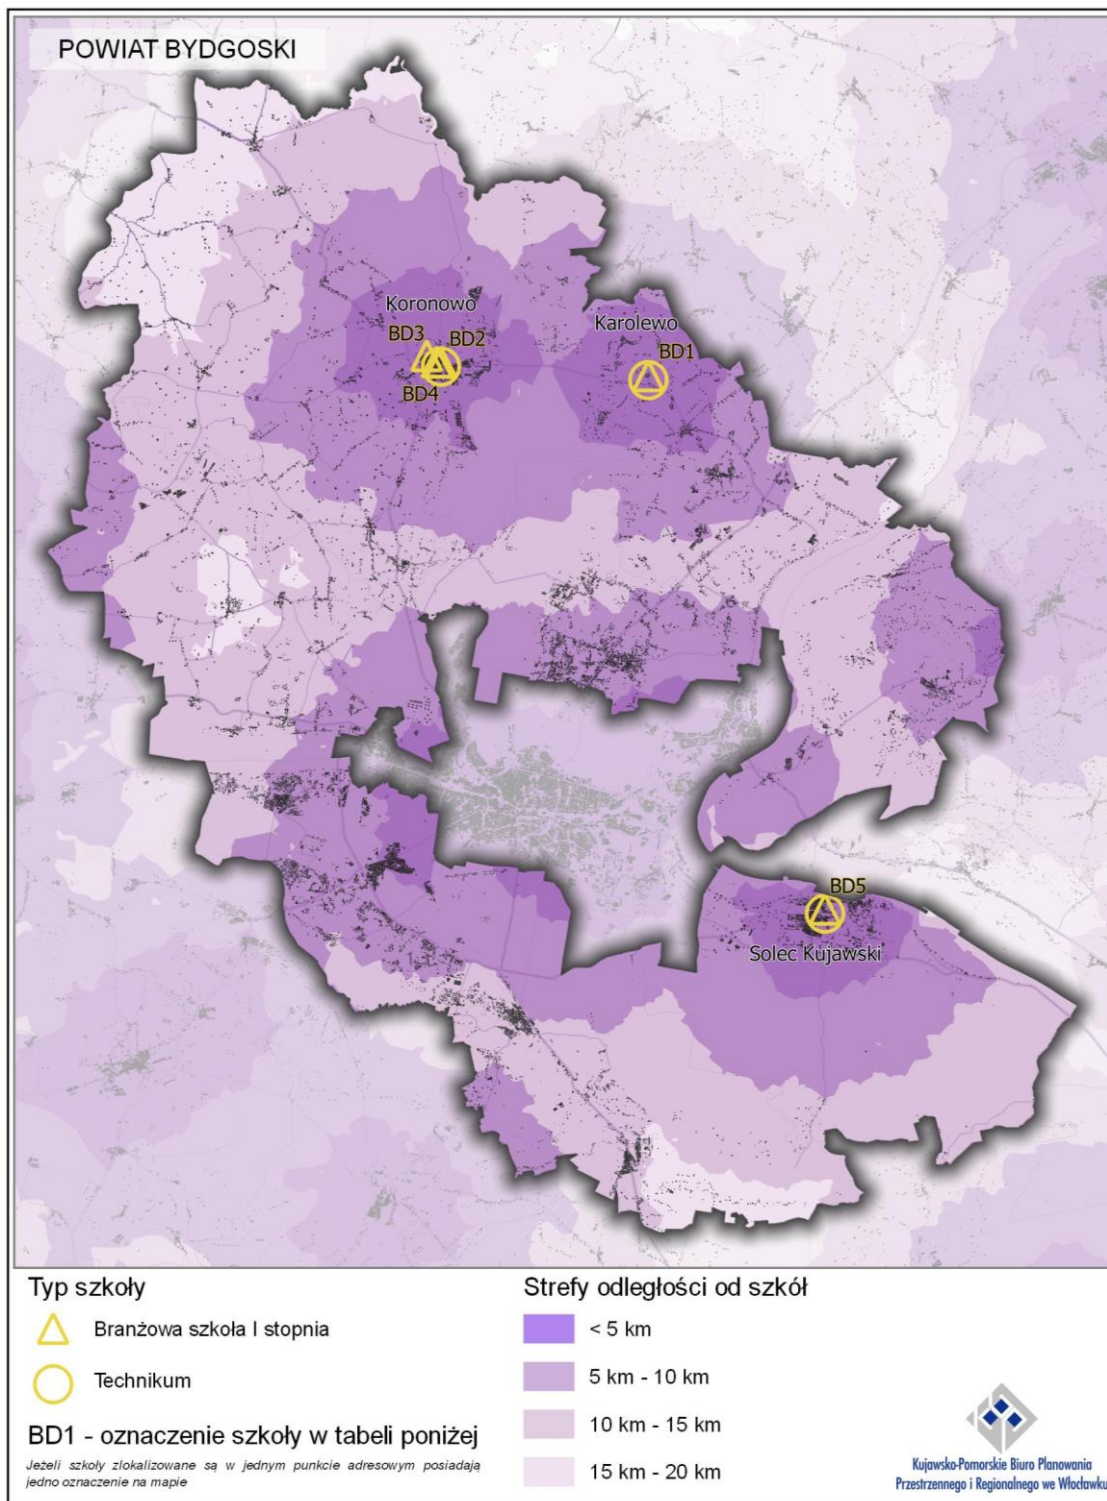 POWIAT BYDGOSKI
Koronowo
BD3
BD2
BD4
Karolewo
BD1
BD5
Solec Kujawski
Typ szkoły
Branżowa szkoła I stopnia
Technikum
BD1 - oznaczenie szkoły w tabeli poniżej
Jeżeli szkoły zlokalizowane są w jednym punkcie adresowym posiadają
jedno oznaczenie na mapie
Strefy odległości od szkół
< 5 km
5 km - 10 km
10 km - 15 km
15 km - 20 km
Kujawsko-Pomorskie Biuro Planowania
Przestrzennego i Regionalnego we Włocławku